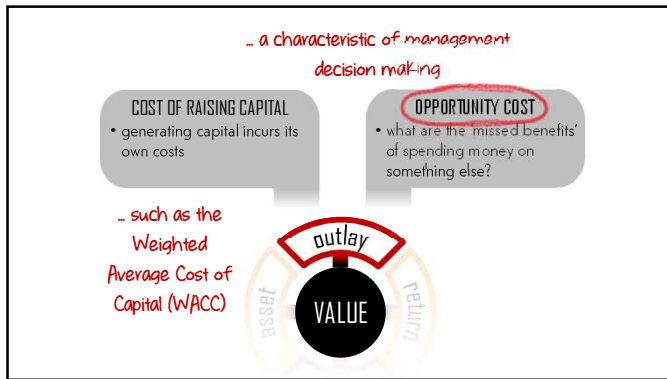 ... a characteristic of management
decision making
COST OF RAISING CAPITAL
• generating capital incurs its
own costs
OPPORTUNITY COST
• what are the 'missed benefits'
of spending money on
something else?
... such as the
Weighted
Average Cost of
Capital (WACC)
outlay
asset
VALUE
return